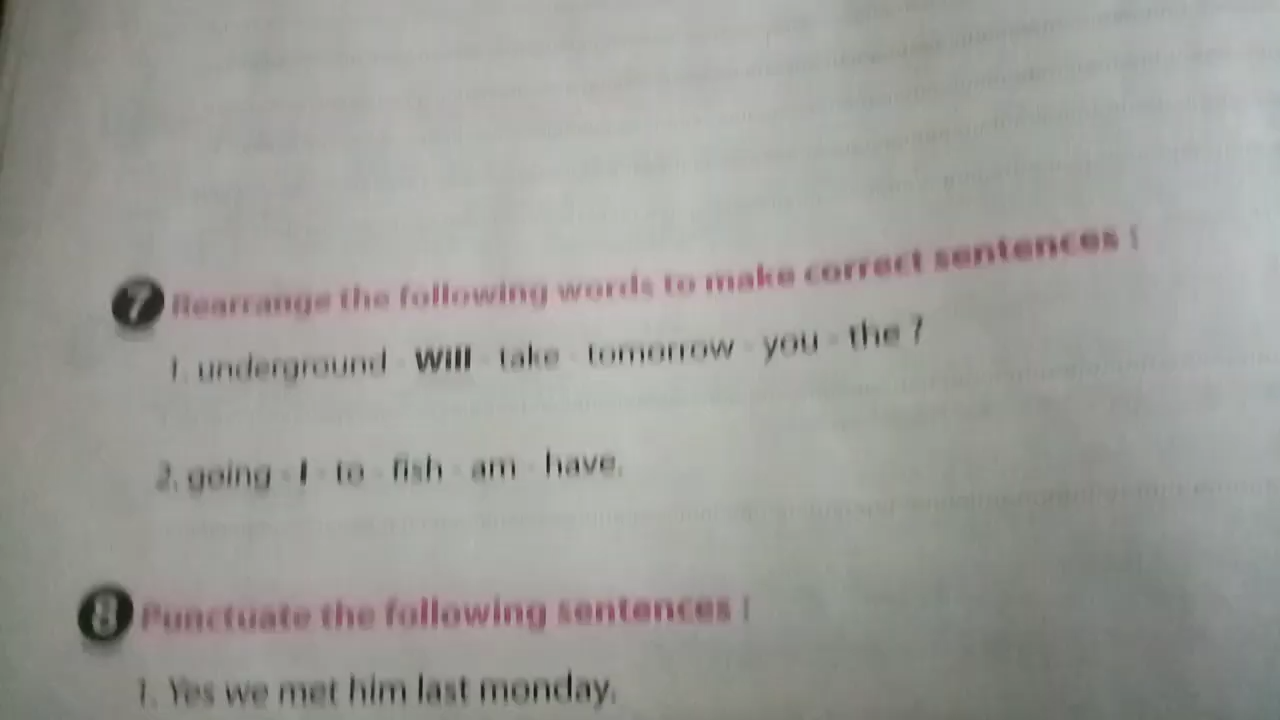 7 Rearrange the following words to make correct sentences :
1. underground - Will - take - tomorrow - you - the ?
2. going - I - to - fish - am - have.
8 Punctuate the following sentences :
1. Yes we met him last monday.